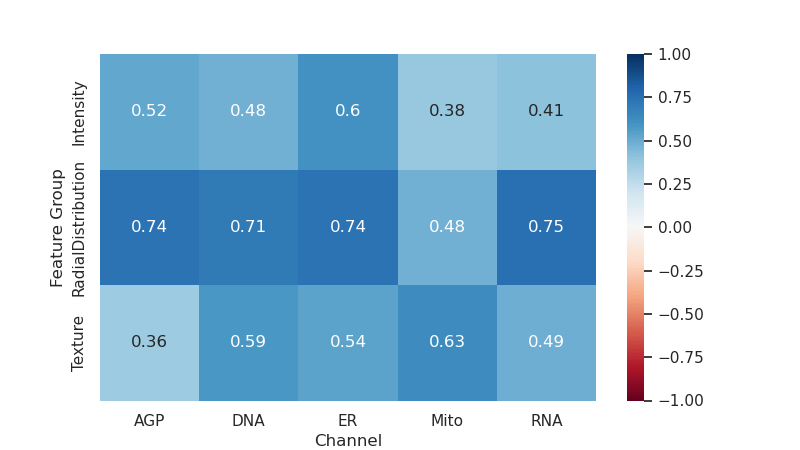 Feature Group
Intensity
0.52 0.48 0.6 0.38 0.41
RadialDistribution
0.74 0.71 0.74 0.48 0.75
Texture
0.36 0.59 0.54 0.63 0.49
AGP DNA ER Mito RNA
Channel
1.00
0.75
0.50
0.25
0.00
−0.25
−0.50
−0.75
−1.00